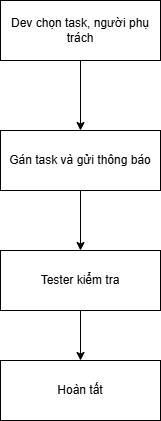 Dev chọn task, người phụ
trách
Gán task và gửi thông báo
Tester kiểm tra
Hoàn tất